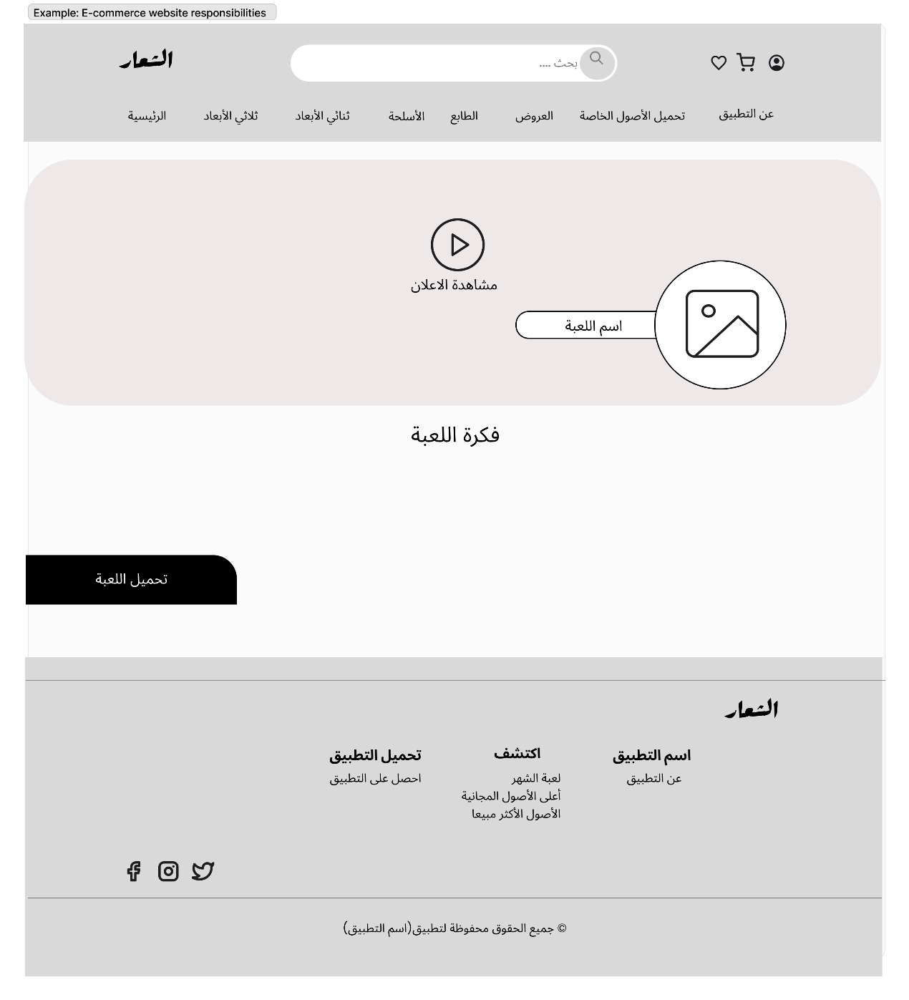 Example: E-commerce website responsibilities
الشعار
بحث ....
عن التطبيق
تحميل الأصول الخاصة
العروض
الطابع
الأسلحة
ثنائي الأبعاد
ثلاثي الأبعاد
الرئيسية
مشاهدة الاعلان
اسم اللعبة
فكرة اللعبة
تحميل اللعبة
الشعار
اسم التطبيق
عن التطبيق
اكتشف
لعبة الشهر
أعلى الأصول المجانية
الأصول الأكثر مبيعا
تحميل التطبيق
احصل على التطبيق
© جميع الحقوق محفوظة لتطبيق(اسم التطبيق)